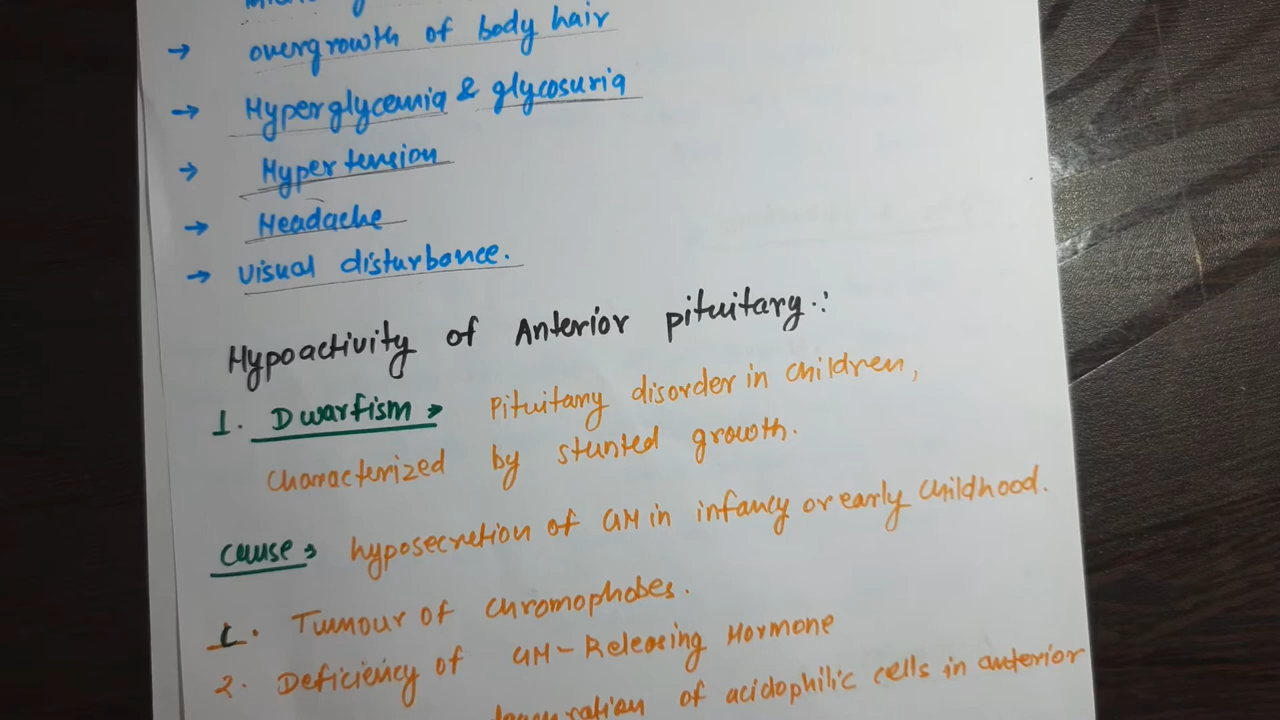 → overgrowth of body hair
→ Hyperglycemia & glycosuria
→ Hypertension
→ Headache
→ visual disturbance.
Hypoactivity of Anterior pituitary :
1. Dwarfism → Pituitary disorder in children,
characterized by stunted growth.
cause → hyposecretion of GH in infancy or early childhood.
1. Tumour of chromophobes.
2. Deficiency of GH-Releasing Hormone
of acidophilic cells in anterior